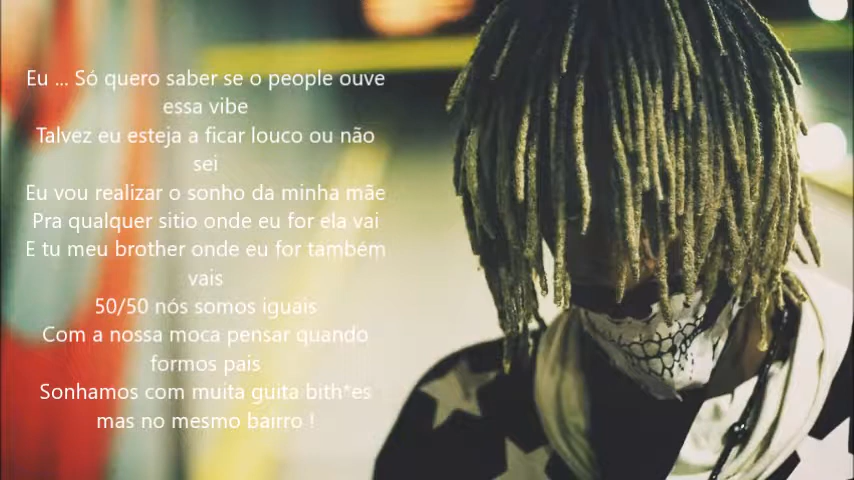 Eu ... Só quero saber se o people ouve
essa vibe
Talvez eu esteja a ficar louco ou não
sei
Eu vou realizar o sonho da minha mãe
Pra qualquer sitio onde eu for ela vai
E tu meu brother onde eu for também
vais
50/50 nós somos iguais
Com a nossa moca pensar quando
formos pais
Sonhamos com muita guita bith*es
mas no mesmo bairro !